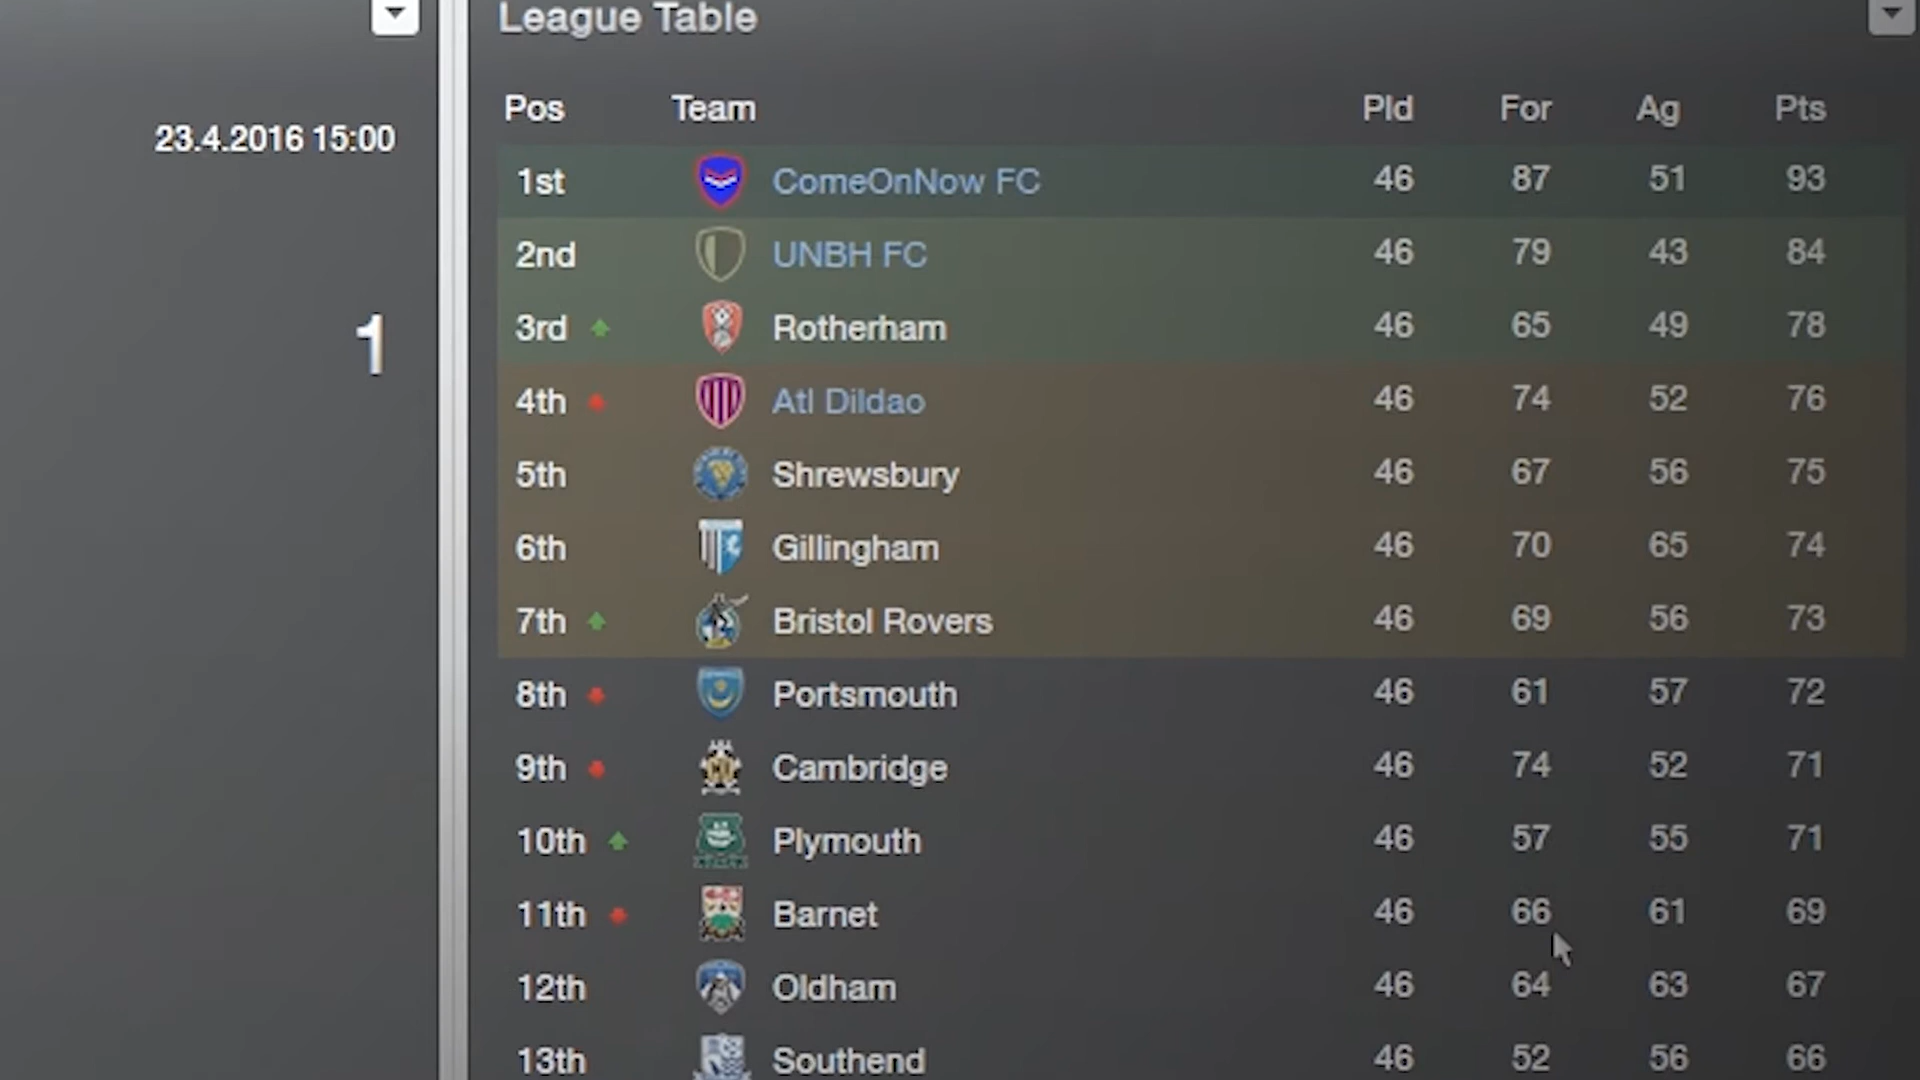 League Table
23.4.2016 15:00
1
Pos Team Pld For Ag Pts
1st ComeOnNow FC 46 87 51 93
2nd UNBH FC 46 79 43 84
3rd Rotherham 46 65 49 78
4th Atl Dildao 46 74 52 76
5th Shrewsbury 46 67 56 75
6th Gillingham 46 70 65 74
7th Bristol Rovers 46 69 56 73
8th Portsmouth 46 61 57 72
9th Cambridge 46 74 52 71
10th Plymouth 46 57 55 71
11th Barnet 46 66 61 69
12th Oldham 46 64 63 67
13th Southend 46 52 56 66